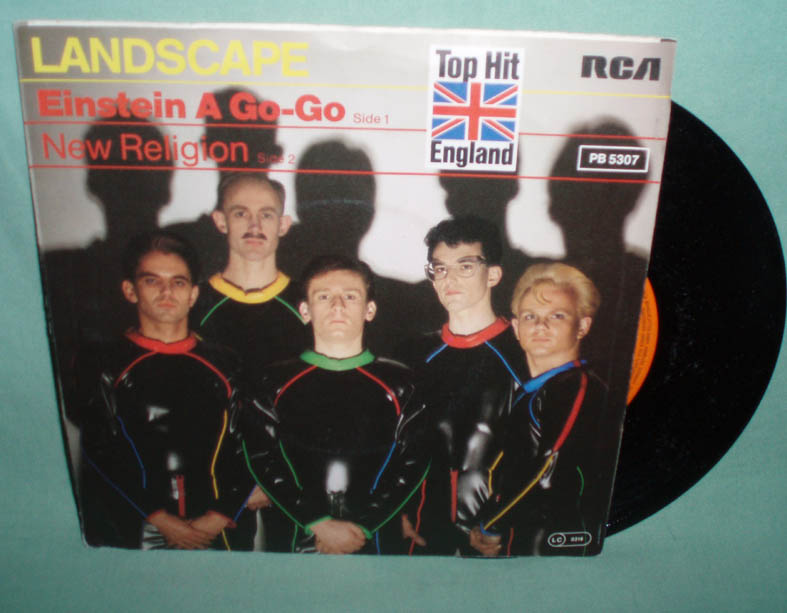 LANDSCAPE
Einstein A Go-Go Side 1
New Religion Side 2
Top Hit
England
RCA
PB 5307
LC